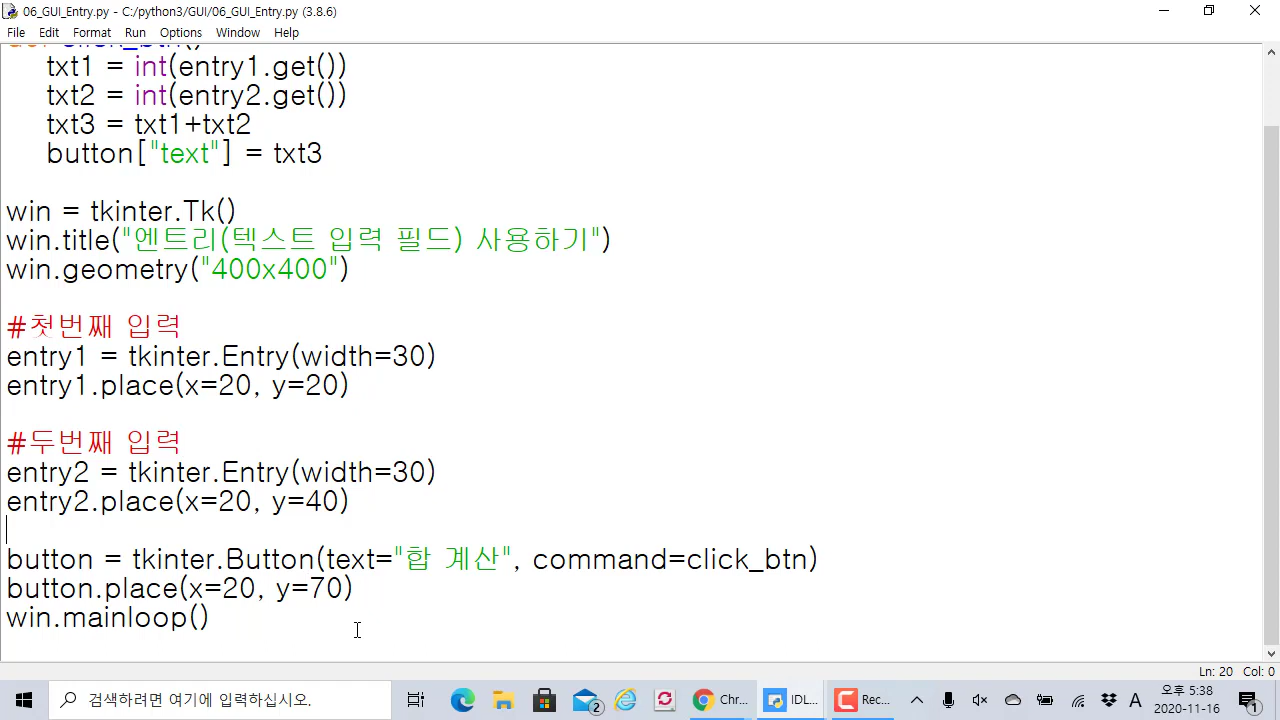 06_GUI_Entry.py - C:/python3/GUI/06_GUI_Entry.py (3.8.6)
File Edit Format Run Options Window Help
txt1 = int(entry1.get())
txt2 = int(entry2.get())
txt3 = txt1+txt2
button["text"] = txt3
win = tkinter.Tk()
win.title("엔트리(텍스트 입력 필드) 사용하기")
win.geometry("400x400")
#첫번째 입력
entry1 = tkinter.Entry(width=30)
entry1.place(x=20, y=20)
#두번째 입력
entry2 = tkinter.Entry(width=30)
entry2.place(x=20, y=40)
button = tkinter.Button(text="합 계산", command=click_btn)
button.place(x=20, y=70)
win.mainloop()
Ln: 20 Col: 0
검색하려면 여기에 입력하십시오.
2
Chr...
IDL...
Rec...
A
오후 5:38
2020-11-16
1